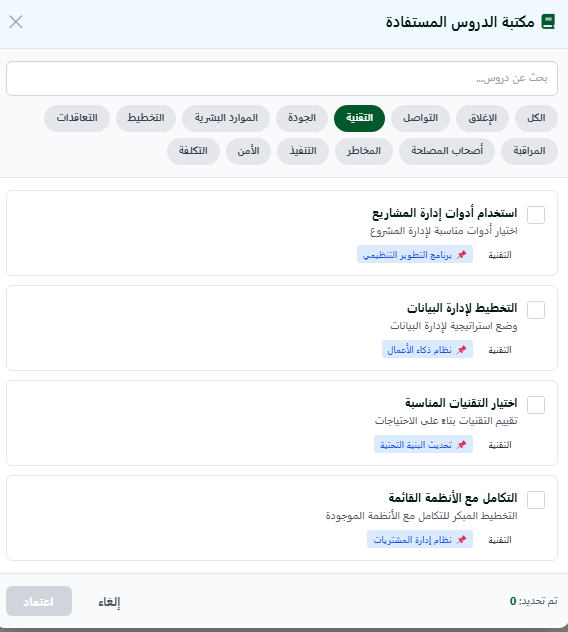 مكتبة الدروس المستفادة
بحث عن دروس...
الكل الإغلاق التواصل التقنية الجودة الموارد البشرية التخطيط التعاقدات
المراقبة أصحاب المصلحة المخاطر التنفيذ الأمن التكلفة
استخدام أدوات إدارة المشاريع
اختيار أدوات مناسبة لإدارة المشروع
التقنية 📌 برنامج التطوير التنظيمي
التخطيط لإدارة البيانات
وضع استراتيجية لإدارة البيانات
التقنية 📌 نظام ذكاء الأعمال
اختيار التقنيات المناسبة
تقييم التقنيات بناء على الاحتياجات
التقنية 📌 تحديث البنية التحتية
التكامل مع الأنظمة القائمة
التخطيط المبكر للتكامل مع الأنظمة الموجودة
التقنية 📌 نظام إدارة المشتريات
تم تحديد: 0 إلغاء اعتماد